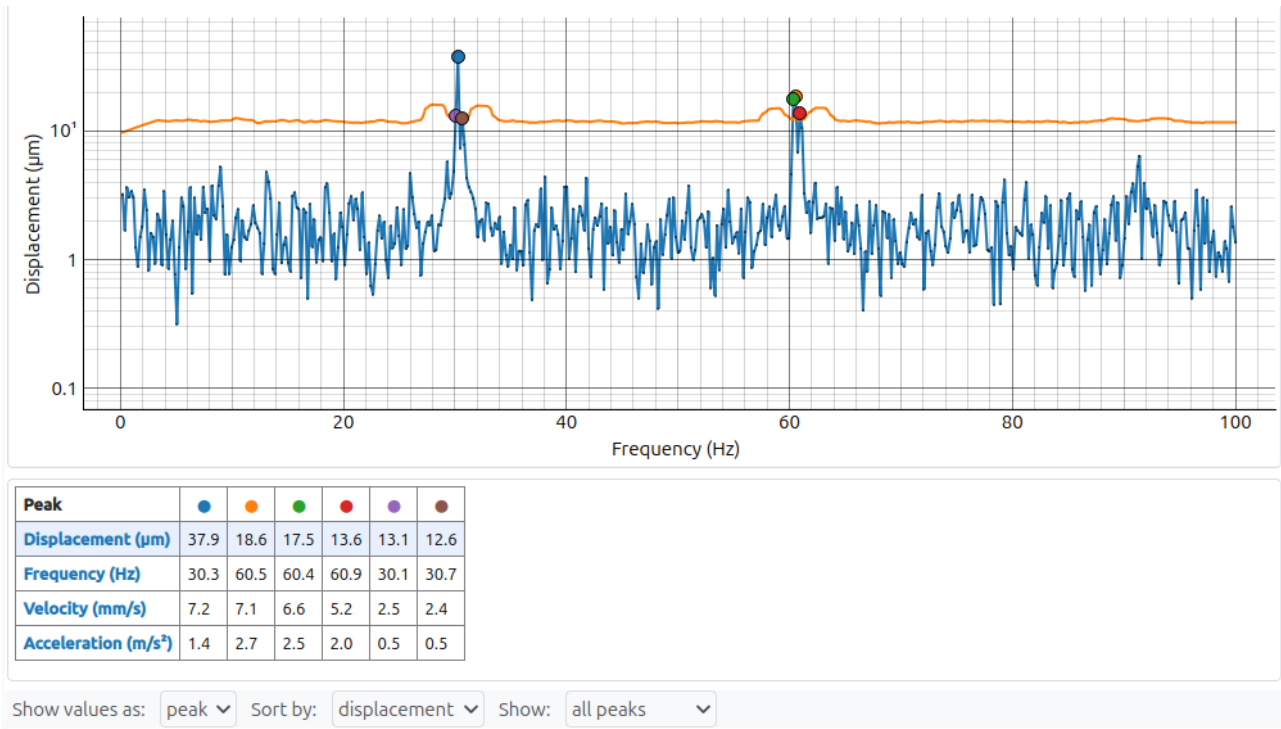 Displacement (µm)
10¹
1
0.1
0 20 40 60 80 100
Frequency (Hz)
Peak
Displacement (µm) 37.9 18.6 17.5 13.6 13.1 12.6
Frequency (Hz) 30.3 60.5 60.4 60.9 30.1 30.7
Velocity (mm/s) 7.2 7.1 6.6 5.2 2.5 2.4
Acceleration (m/s²) 1.4 2.7 2.5 2.0 0.5 0.5
Show values as: peak Sort by: displacement Show: all peaks